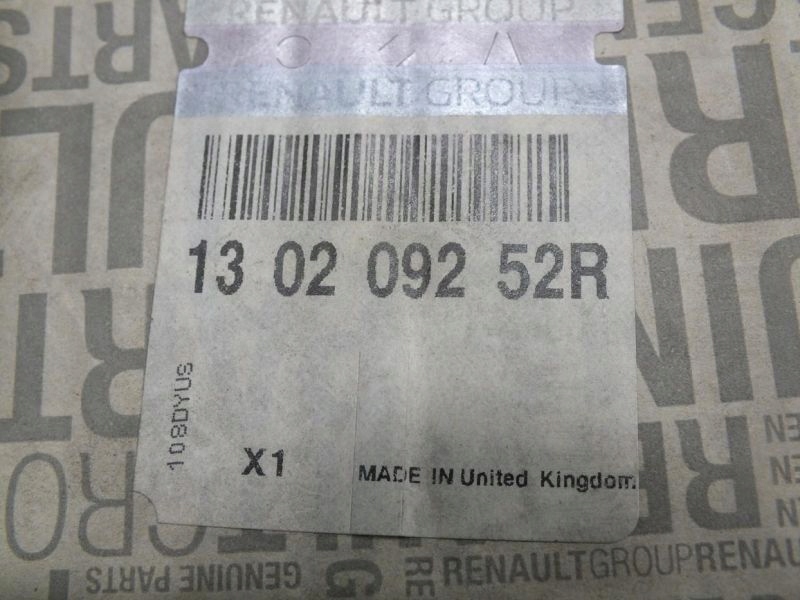 RENAULT GROUP
RENAULT GROUP
13 02 092 52R
108DYUS
X1
MADE IN United Kingdom
GENUINE PARTS
RENAULTGROUPRENAULT